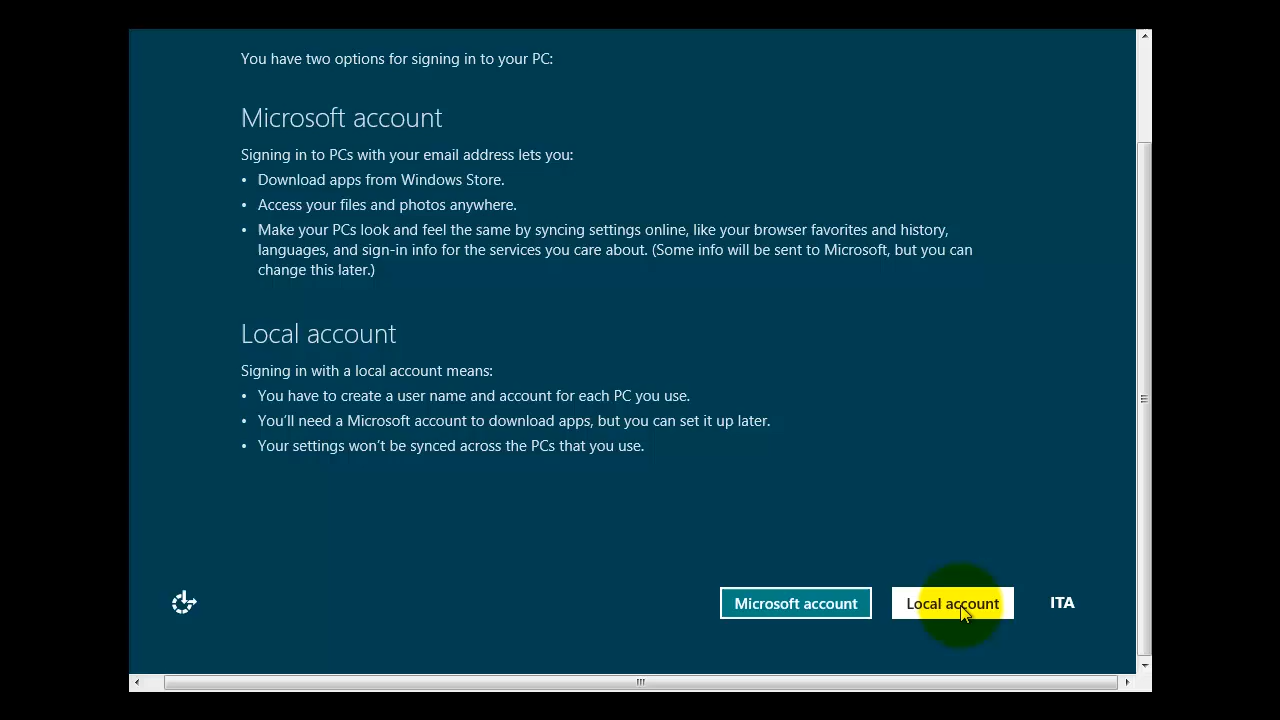 You have two options for signing in to your PC:
Microsoft account
Signing in to PCs with your email address lets you:
• Download apps from Windows Store.
• Access your files and photos anywhere.
• Make your PCs look and feel the same by syncing settings online, like your browser favorites and history,
languages, and sign-in info for the services you care about. (Some info will be sent to Microsoft, but you can
change this later.)
Local account
Signing in with a local account means:
• You have to create a user name and account for each PC you use.
• You'll need a Microsoft account to download apps, but you can set it up later.
• Your settings won't be synced across the PCs that you use.
Microsoft account
Local account
ITA